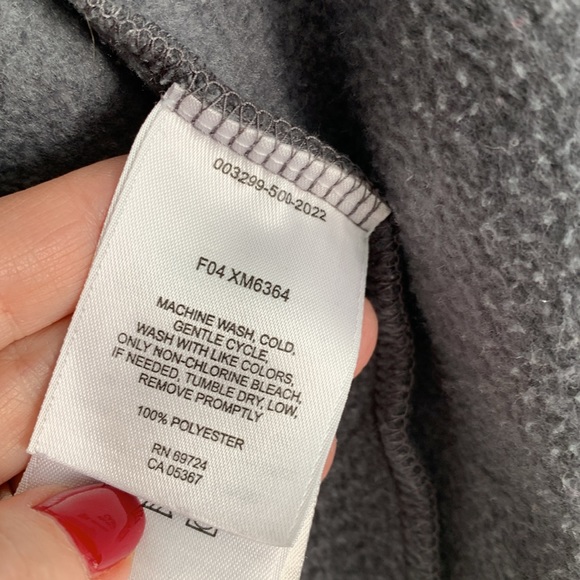 003299-500-2022
F04 XM6364
MACHINE WASH, COLD,
GENTLE CYCLE.
WASH WITH LIKE COLORS.
ONLY NON-CHLORINE BLEACH,
IF NEEDED, TUMBLE DRY, LOW.
REMOVE PROMPTLY
100% POLYESTER
RN 69724
CA 05367